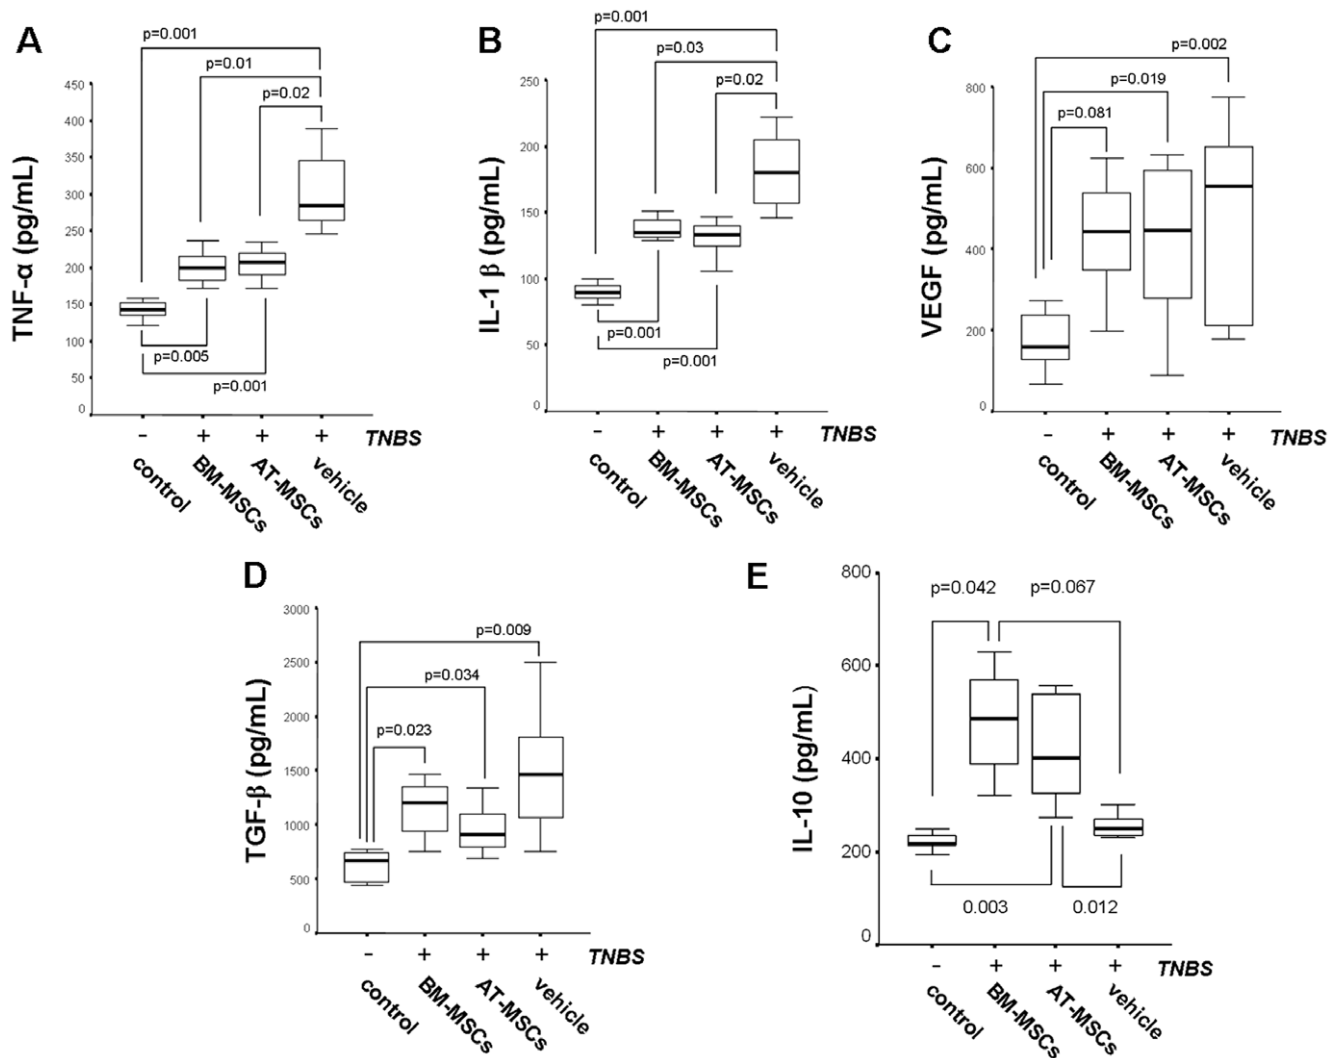 A
p=0.001
p=0.01
p=0.02
450
400
350
300
250
200
150
100
50
0
TNF-α (pg/mL)
p=0.005
p=0.001
- + + + TNBS
control BM-MSCs AT-MSCs vehicle
B
p=0.001
p=0.03
p=0.02
250
200
150
100
50
0
IL-1 β (pg/mL)
p=0.001
p=0.001
- + + + TNBS
control BM-MSCs AT-MSCs vehicle
C
p=0.002
p=0.019
p=0.081
800
600
400
200
0
VEGF (pg/mL)
- + + + TNBS
control BM-MSCs AT-MSCs vehicle
D
p=0.009
p=0.034
p=0.023
3000
2500
2000
1500
1000
500
0
TGF-β (pg/mL)
- + + + TNBS
control BM-MSCs AT-MSCs vehicle
E
p=0.042 p=0.067
800
600
400
200
0
IL-10 (pg/mL)
0.003 0.012
- + + + TNBS
control BM-MSCs AT-MSCs vehicle